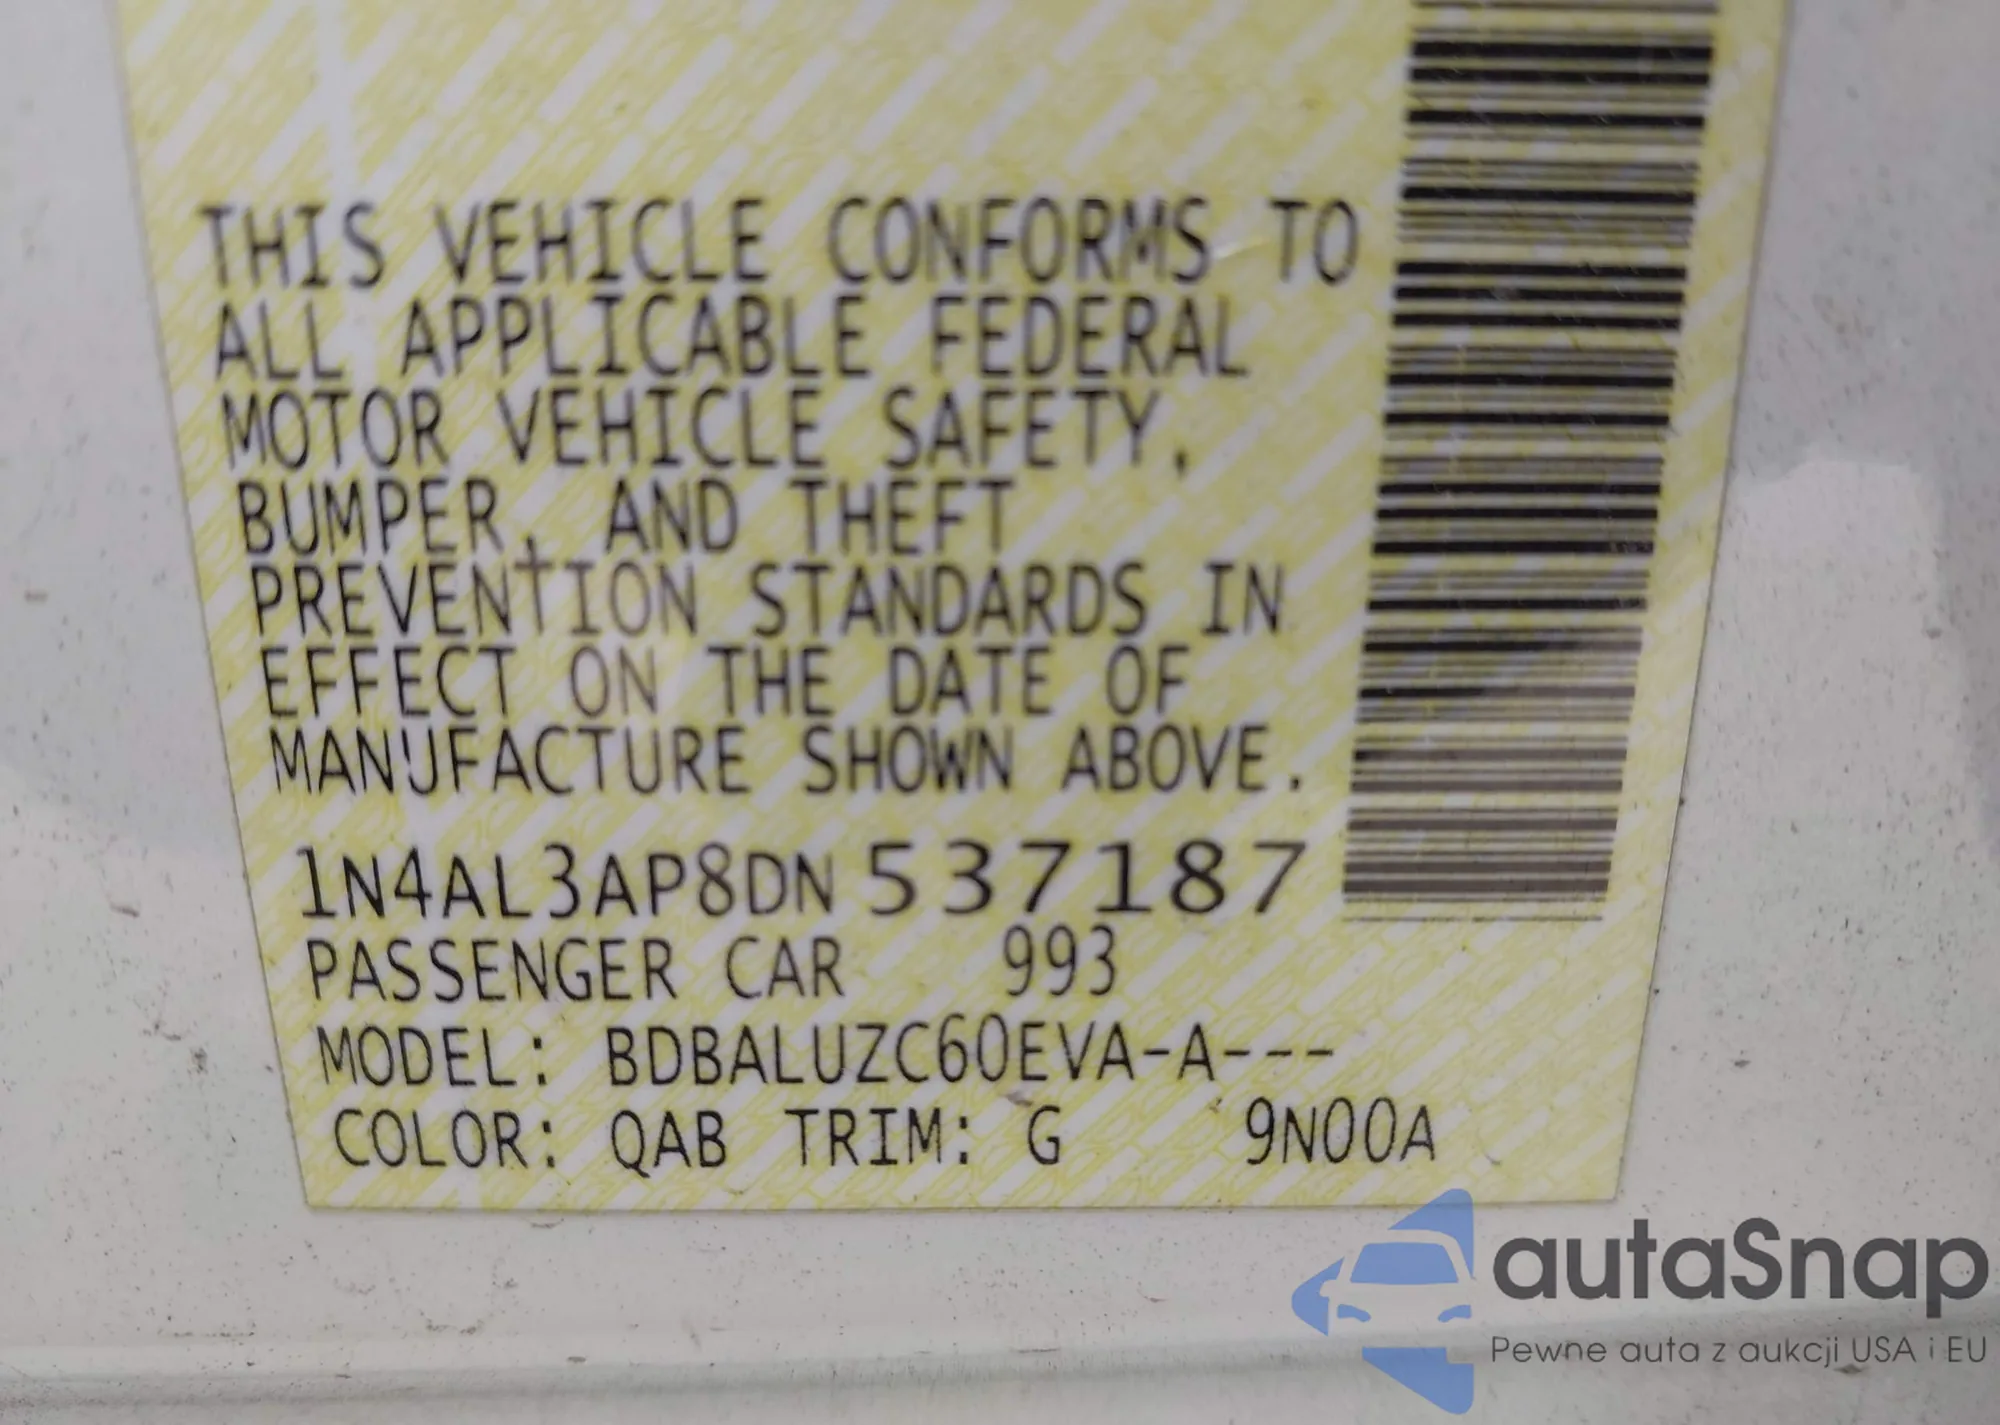 THIS VEHICLE CONFORMS TO
ALL APPLICABLE FEDERAL
MOTOR VEHICLE SAFETY,
BUMPER, AND THEFT
PREVENTION STANDARDS IN
EFFECT ON THE DATE OF
MANUFACTURE SHOWN ABOVE.
1N4AL3AP8DN537187
PASSENGER CAR 993
MODEL: BDBALUZC60EVA-A---
COLOR: QAB TRIM: G 9N00A
autaSnap
Pewne auta z aukcji USA i EU